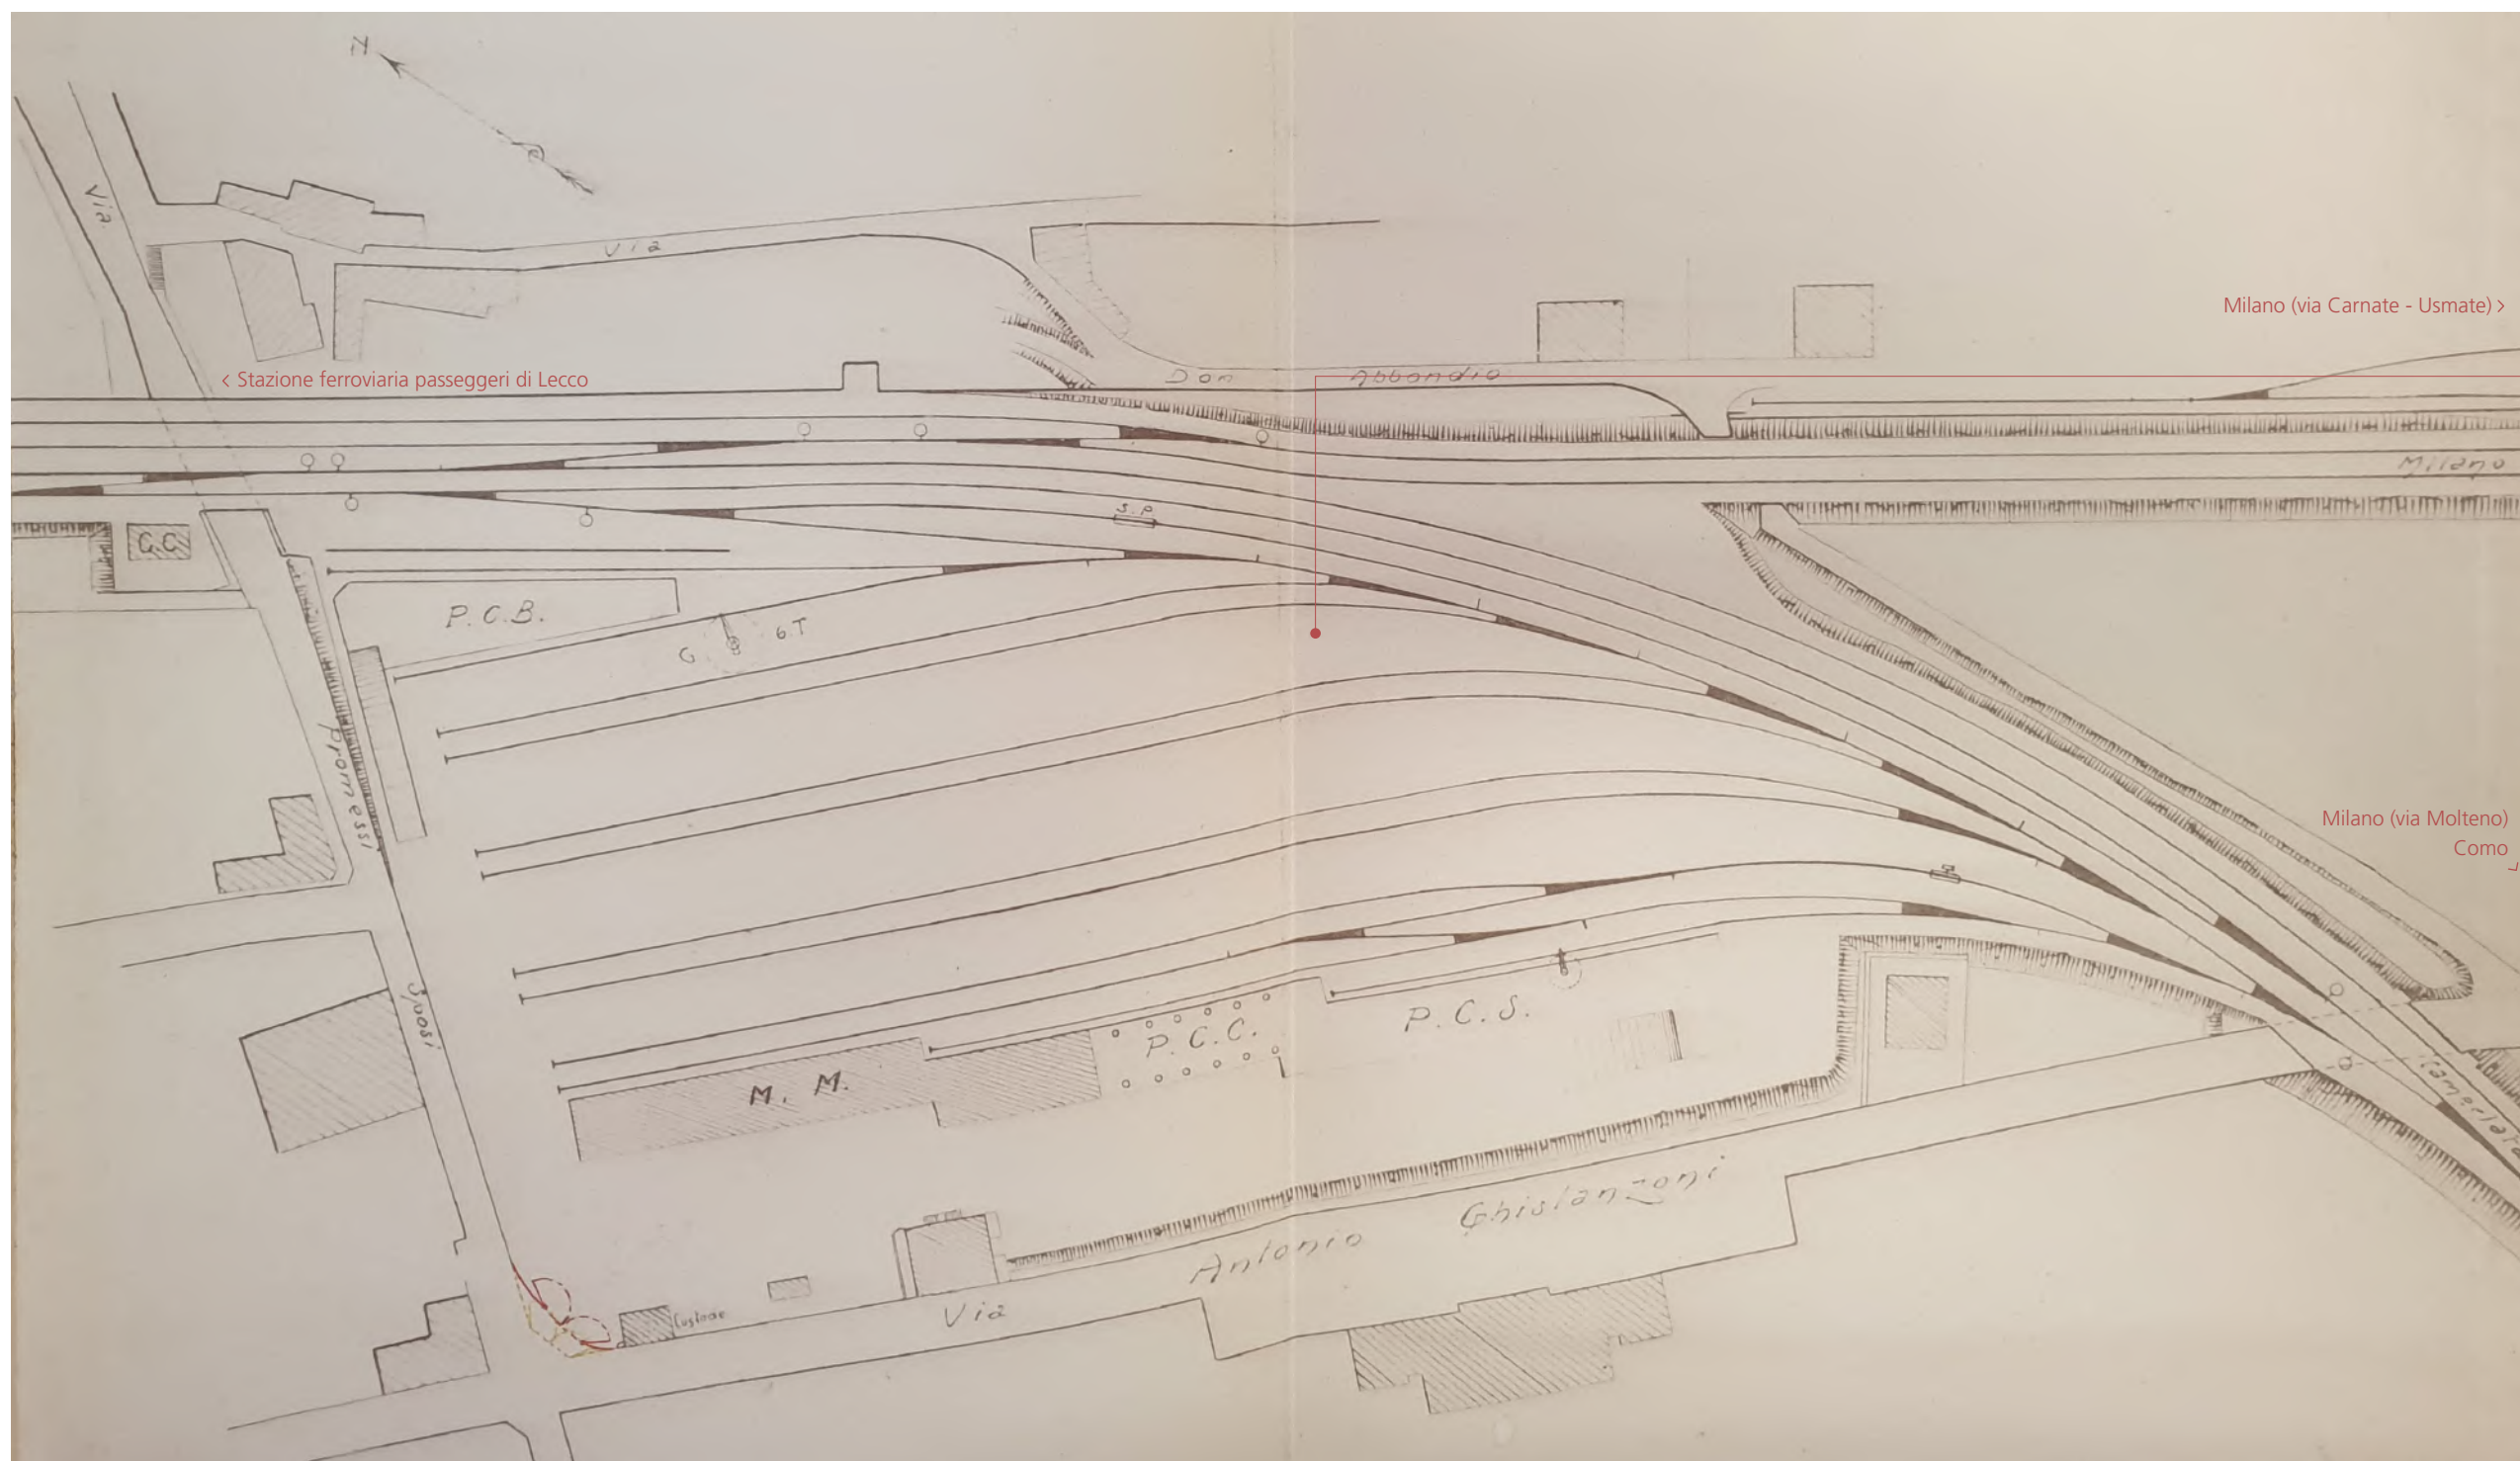 N
Via
Via
Milano (via Carnate - Usmate) >
< Stazione ferroviaria passeggeri di Lecco
Don Abbondio
Milano
S.P.
C.C.
P.C.B.
G 6.T
Promessi
Milano (via Molteno)
Como
Sposi
P.C.S.
P.C.C.
M. M.
Camerlata
Via Antonio Ghislanzoni
Custode